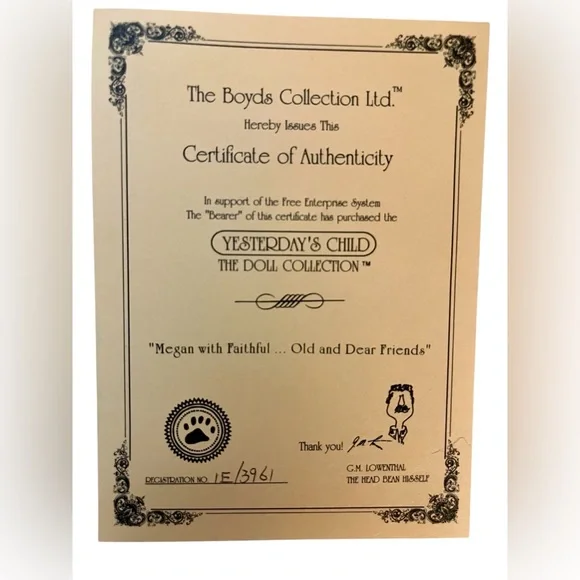 The Boyds Collection Ltd.™
Hereby Issues This
Certificate of Authenticity
In support of the Free Enterprise System
The "Bearer" of this certificate has purchased the
YESTERDAY'S CHILD
THE DOLL COLLECTION™
"Megan with Faithful ... Old and Dear Friends"
Thank you!
REGISTRATION NO. 1E/3961
G.M. LOWENTHAL
THE HEAD BEAN HISSELF